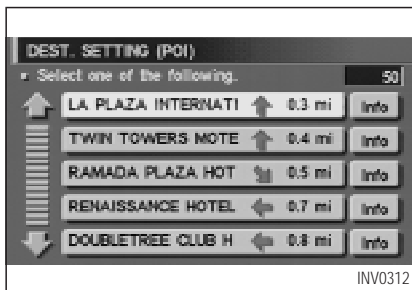 DEST. SETTING (POI)
Select one of the following. 50
LA PLAZA INTERNATI 0.3 mi Info
TWIN TOWERS MOTE 0.4 mi Info
RAMADA PLAZA HOT 0.5 mi Info
RENAISSANCE HOTEL 0.7 mi Info
DOUBLETREE CLUB H 0.8 mi Info
INV0312